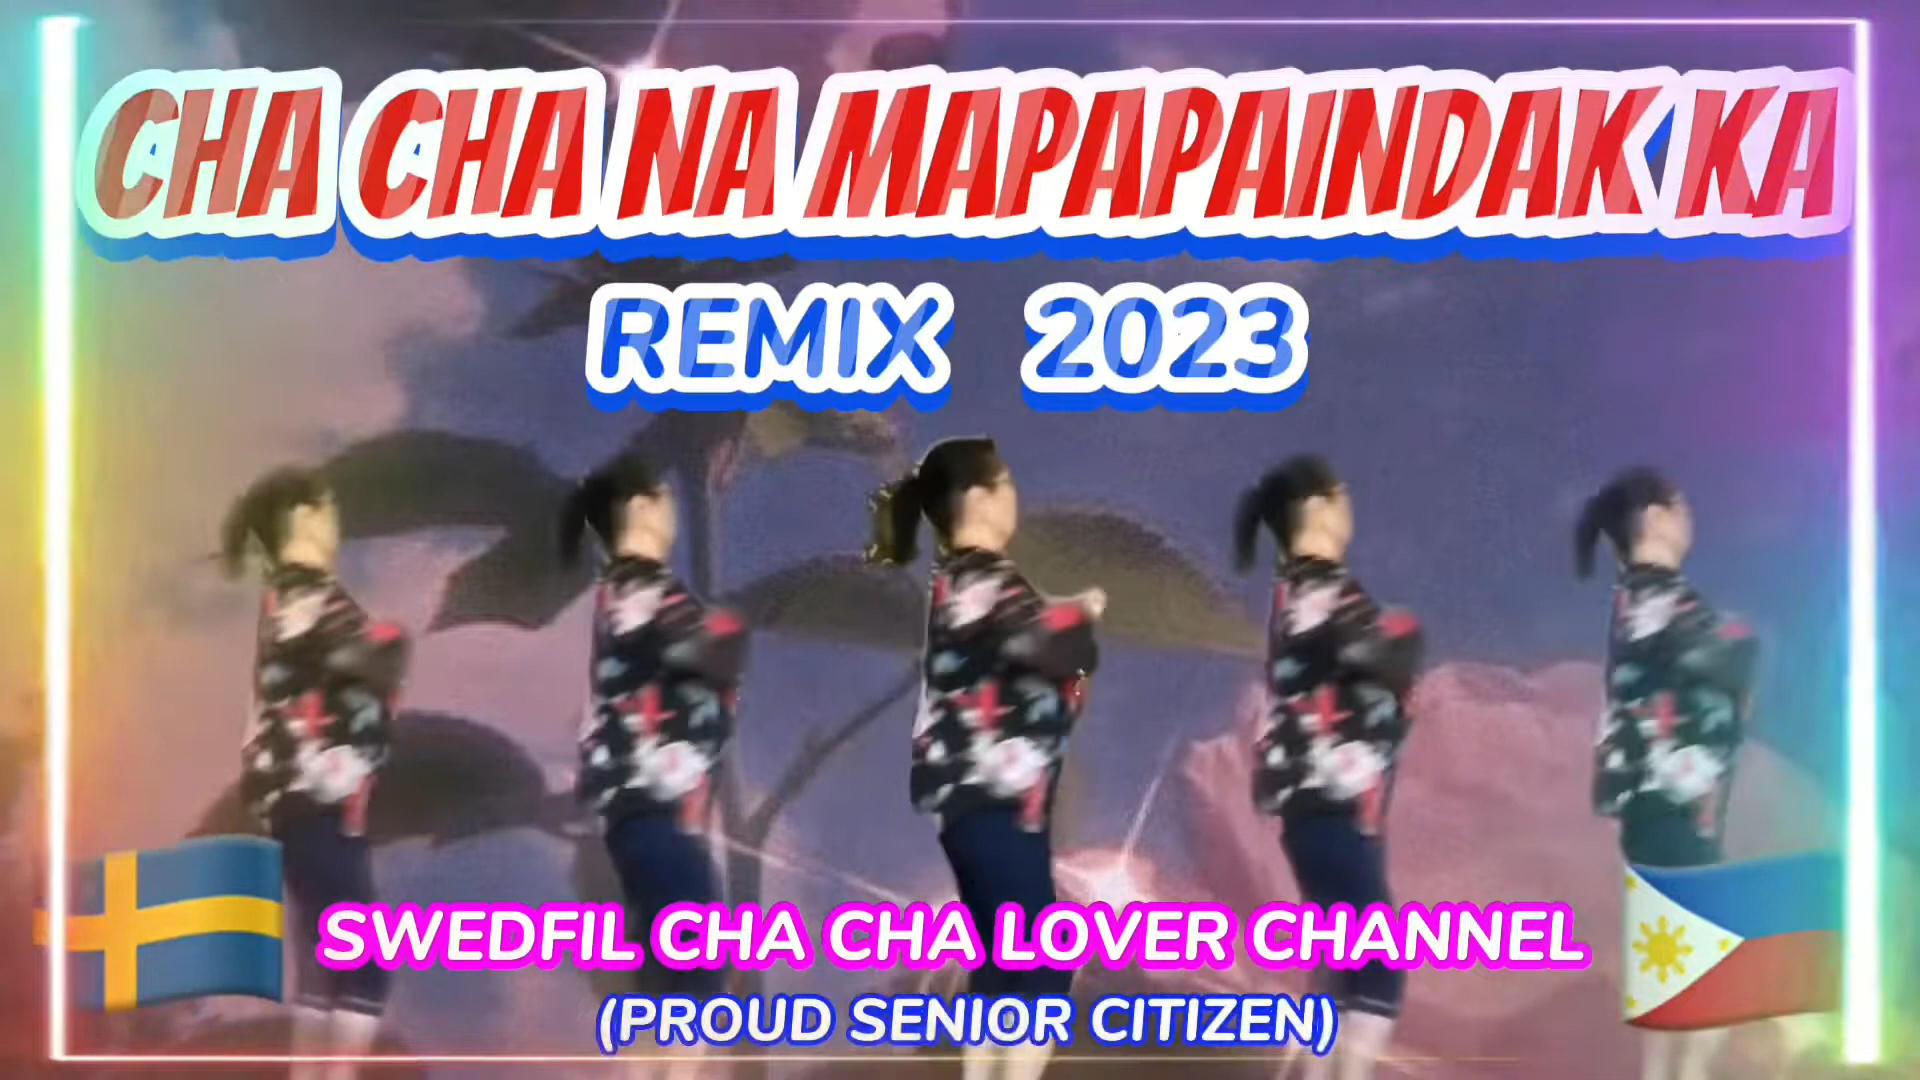 CHA CHA NA MAPAPAINDAK KA
REMIX 2023
SWEDFIL CHA CHA LOVER CHANNEL
(PROUD SENIOR CITIZEN)